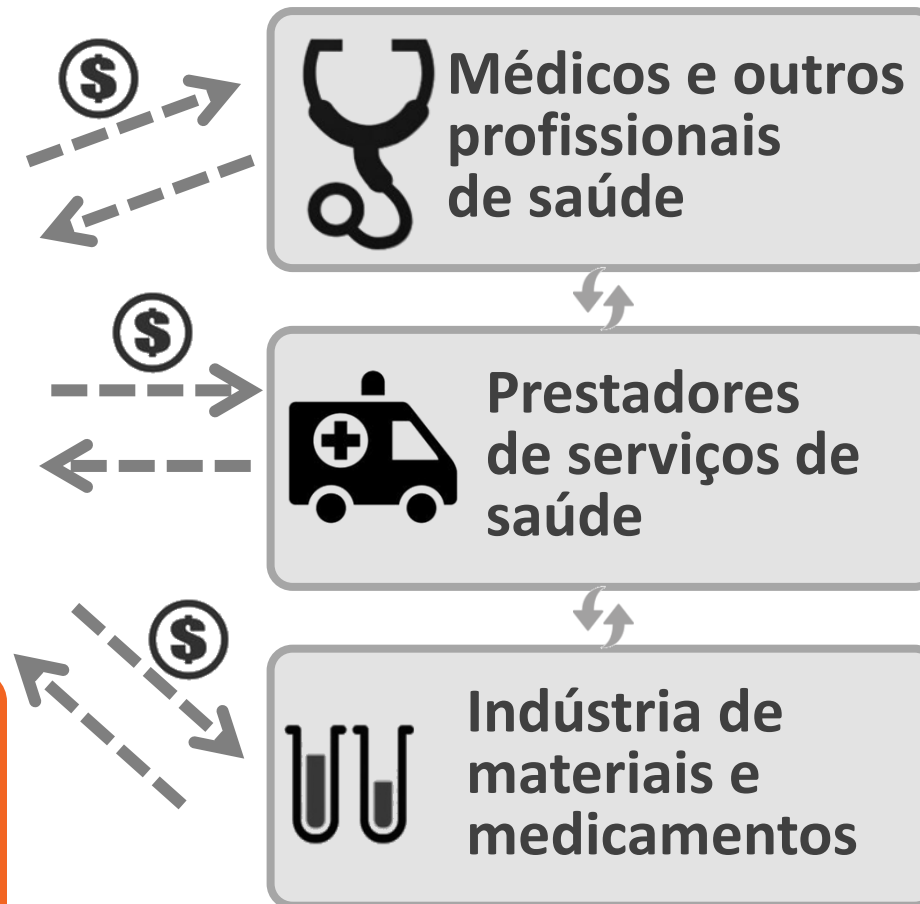 $
Médicos e outros
profissionais
de saúde
$
Prestadores
de serviços de
saúde
$
Indústria de
materiais e
medicamentos